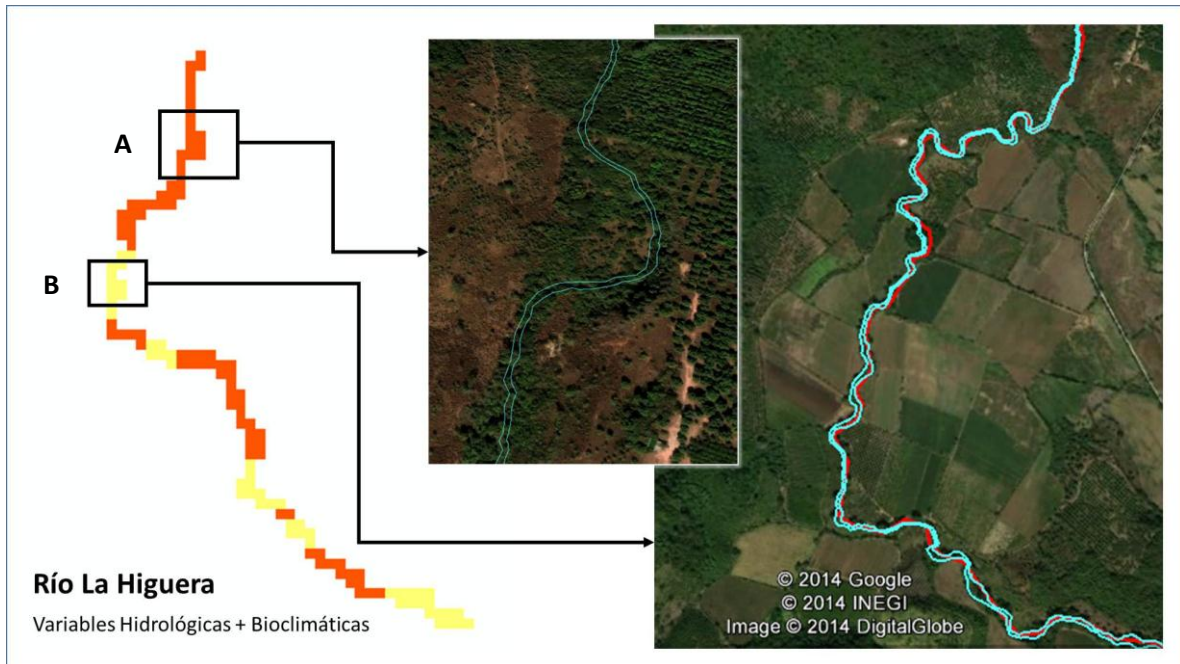 A
B
Río La Higuera
Variables Hidrológicas + Bioclimáticas
© 2014 Google
© 2014 INEGI
Image © 2014 DigitalGlobe